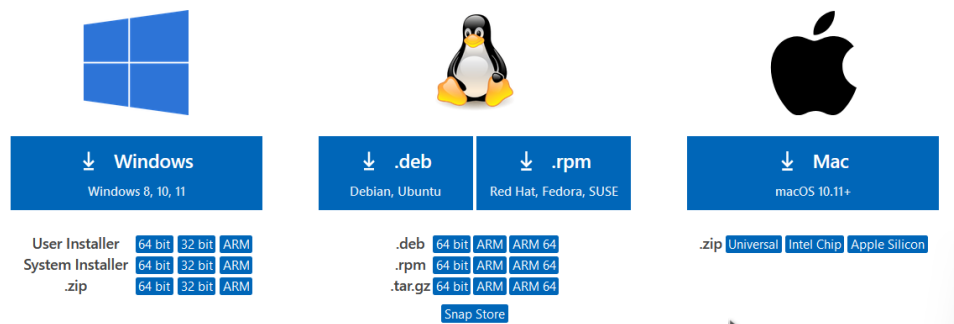 Windows
Windows 8, 10, 11
User Installer 64 bit 32 bit ARM
System Installer 64 bit 32 bit ARM
.zip 64 bit 32 bit ARM
.deb
Debian, Ubuntu
.rpm
Red Hat, Fedora, SUSE
.deb 64 bit ARM ARM 64
.rpm 64 bit ARM ARM 64
.tar.gz 64 bit ARM ARM 64
Snap Store
Mac
macOS 10.11+
.zip Universal Intel Chip Apple Silicon